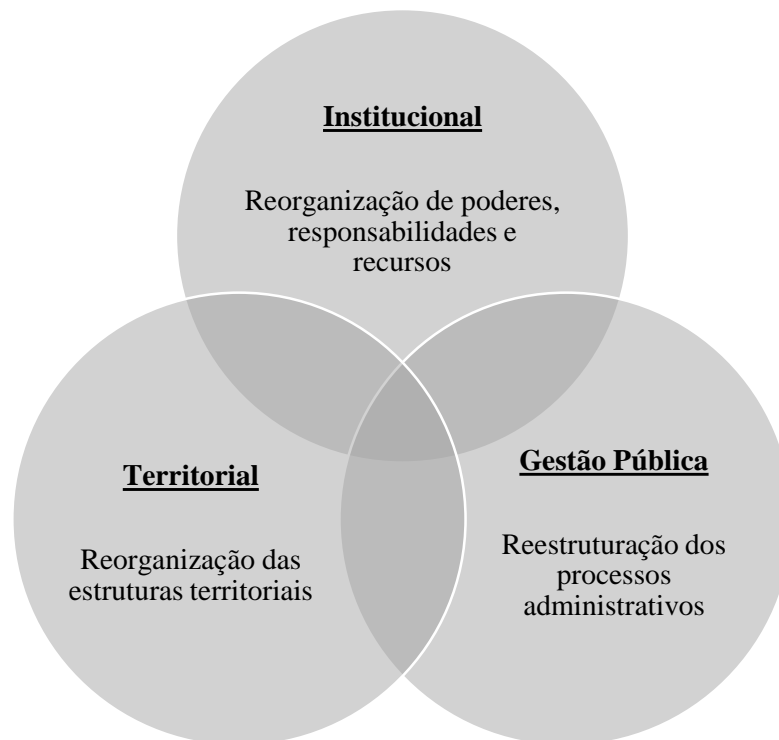 Institucional
Reorganização de poderes,
responsabilidades e
recursos
Territorial
Reorganização das
estruturas territoriais
Gestão Pública
Reestruturação dos
processos
administrativos